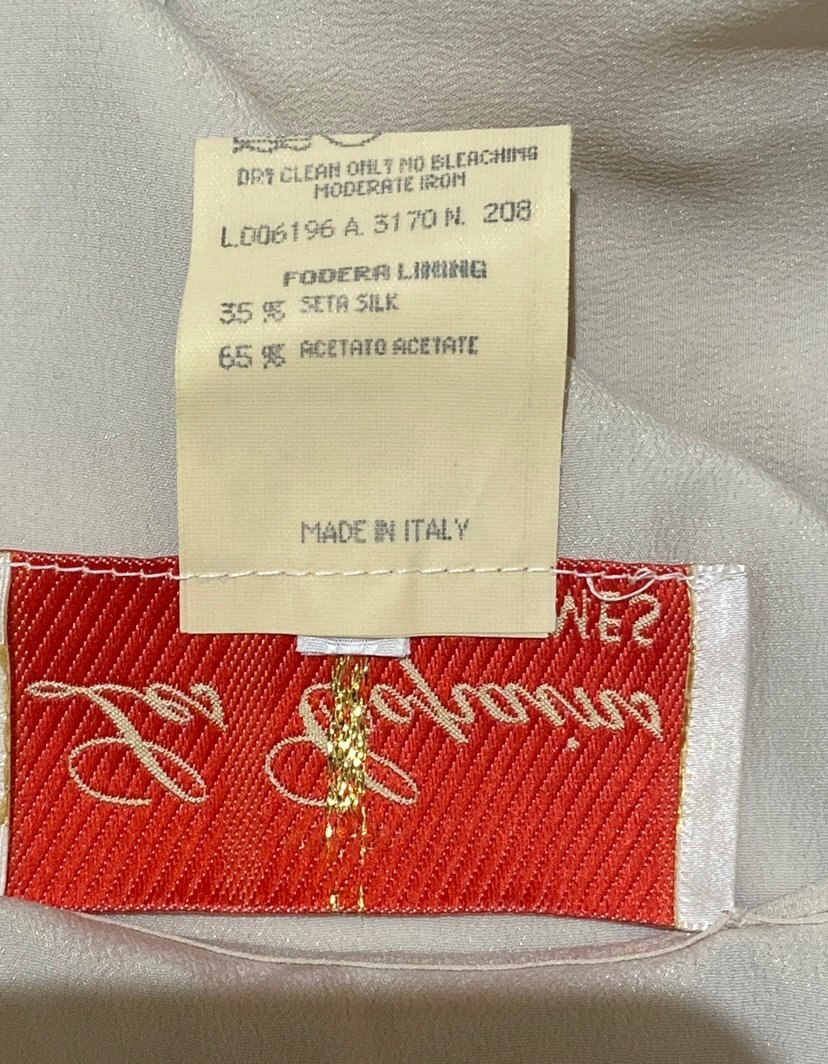 DRY CLEAN ONLY NO BLEACHING
MODERATE IRON
L.006196 A. 3170 N. 208
FODERA LINING
35 % SETA SILK
65 % ACETATO ACETATE
MADE IN ITALY